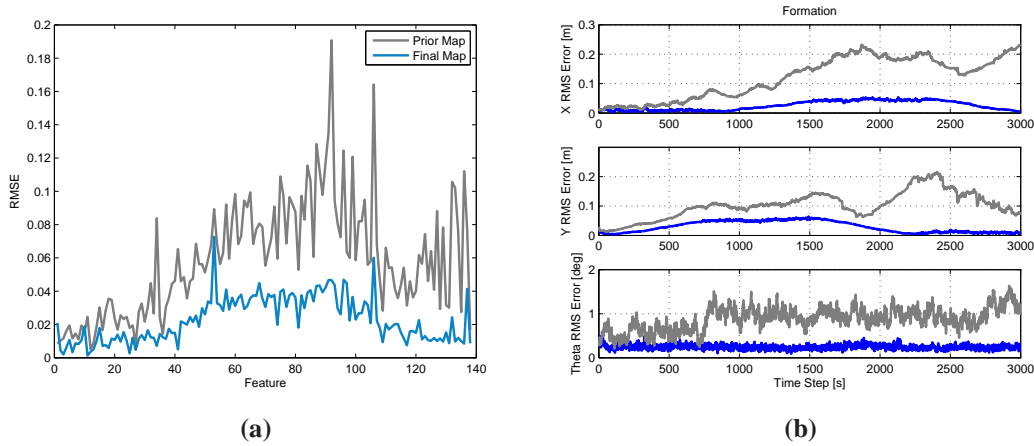 0.2
0.18
0.16
0.14
0.12
0.1
0.08
0.06
0.04
0.02
0
RMSE
Prior Map
Final Map
0 20 40 60 80 100 120 140
Feature
(a)
Formation
X RMS Error [m]
0.3
0.2
0.1
0
0 500 1000 1500 2000 2500 3000
Y RMS Error [m]
0.2
0.1
0
0 500 1000 1500 2000 2500 3000
Theta RMS Error [deg]
2
1
0
0 500 1000 1500 2000 2500 3000
Time Step [s]
(b)